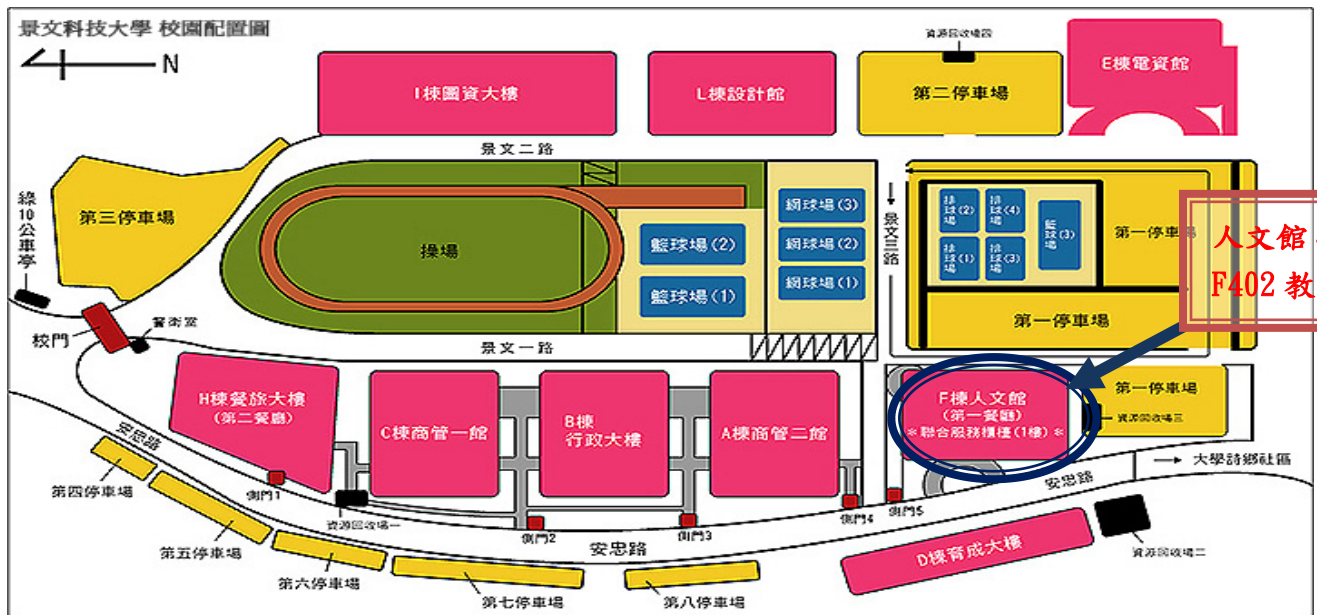 景文科技大學 校園配置圖
N
資源回收場四
I棟圖資大樓
L棟設計館
第二停車場
E棟電資館
景文二路
第三停車場
綠10公車亭
操場
籃球場(2)
籃球場(1)
網球場(3)
網球場(2)
網球場(1)
景文三路
排球場(2)
排球場(4)
籃球場(3)
排球場(1)
排球場(3)
第一停車場
第一停車場
人文館
F402 教
校門
警衛室
景文一路
H棟餐旅大樓
(第二餐廳)
C棟商管一館
B棟
行政大樓
A棟商管二館
F棟人文館
(第一餐廳)
*聯合服務櫃檯(1樓)*
第一停車場
資源回收場三
大學詩鄉社區
安忠路
安忠路
安忠路
側門1
側門2
側門3
側門4
側門5
資源回收場一
資源回收場二
D棟育成大樓
第四停車場
第五停車場
第六停車場
第七停車場
第八停車場